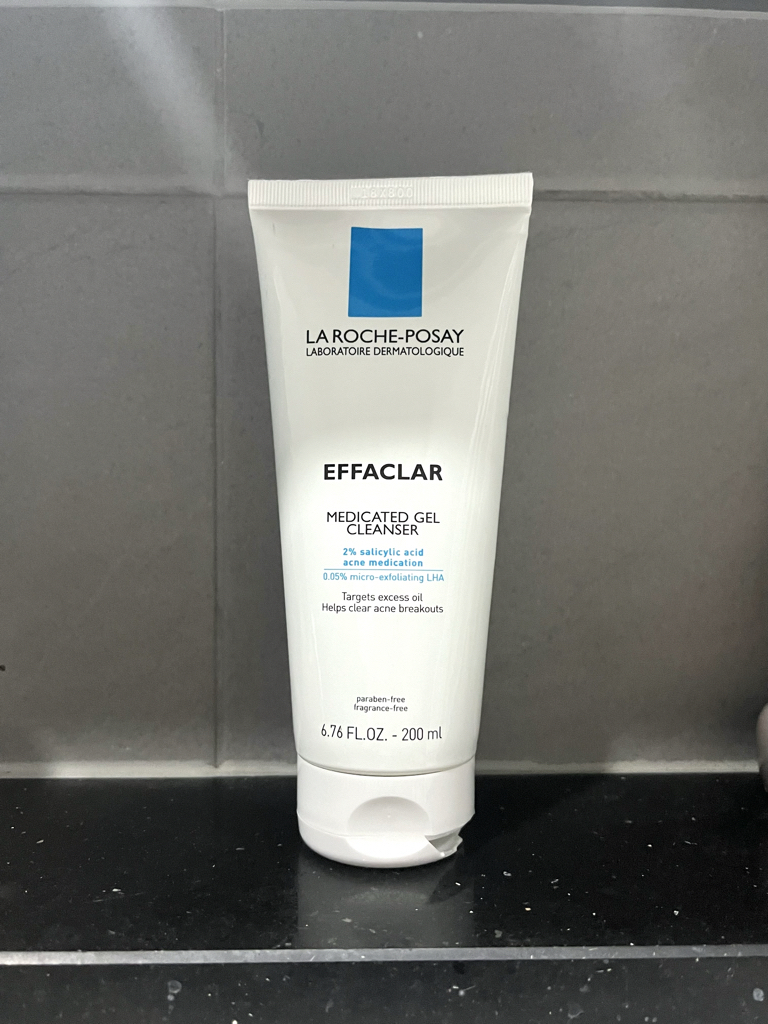 LA ROCHE-POSAY
LABORATOIRE DERMATOLOGIQUE
EFFACLAR
MEDICATED GEL
CLEANSER
2% salicylic acid
acne medication
0.05% micro-exfoliating LHA
Targets excess oil
Helps clear acne breakouts
paraben-free
fragrance-free
6.76 FL.OZ. - 200 ml